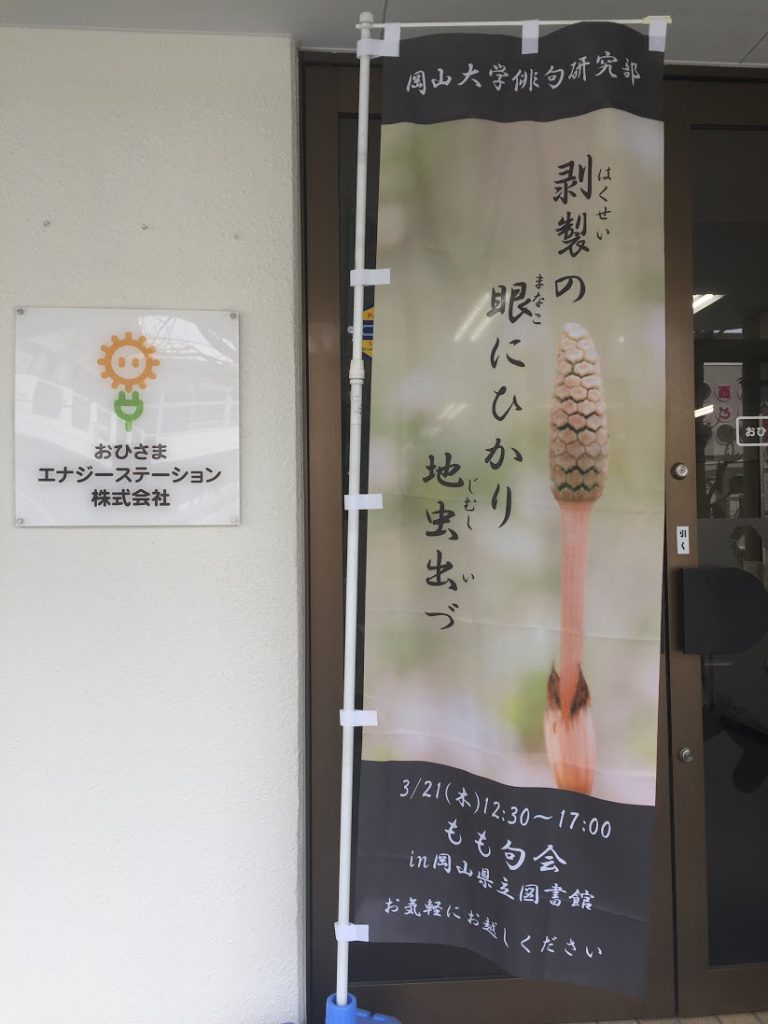 おひさま
エナジーステーション
株式会社
岡山大学俳句研究部
剥製の
はくせい
眼にひかり
まなこ
地虫出づ
じむし い
3/21(木)12:30〜17:00
もも句会
in岡山県立図書館
お気軽にお越しください
引く
おひ